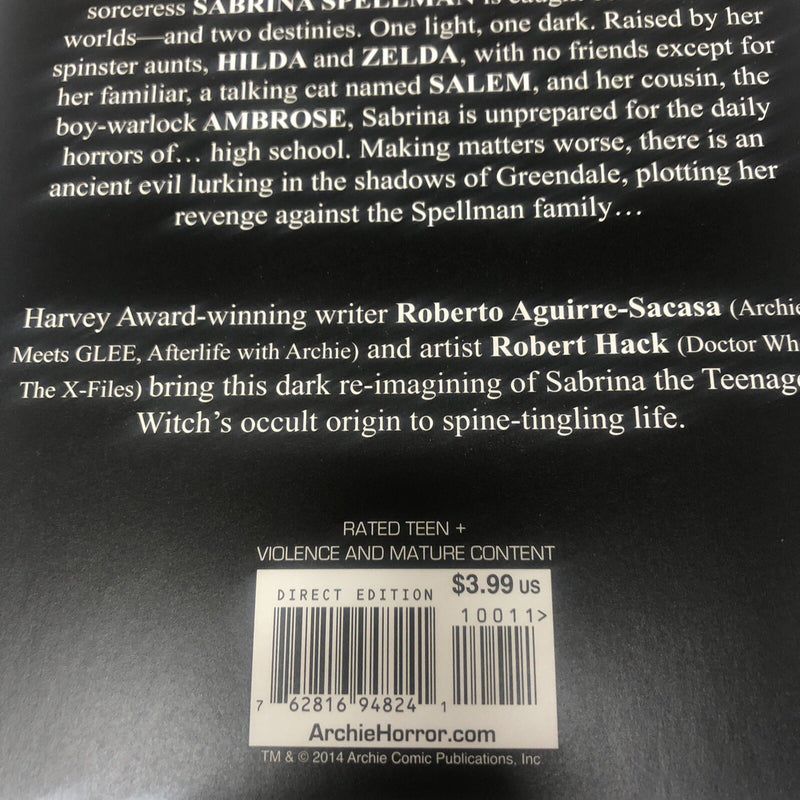 sorceress SABRINA SPELLMAN is caught
worlds—and two destinies. One light, one dark. Raised by her
spinster aunts, HILDA and ZELDA, with no friends except for
her familiar, a talking cat named SALEM, and her cousin, the
boy-warlock AMBROSE, Sabrina is unprepared for the daily
horrors of... high school. Making matters worse, there is an
ancient evil lurking in the shadows of Greendale, plotting her
revenge against the Spellman family...
Harvey Award-winning writer Roberto Aguirre-Sacasa (Archie
Meets GLEE, Afterlife with Archie) and artist Robert Hack (Doctor Wh
The X-Files) bring this dark re-imagining of Sabrina the Teenage
Witch's occult origin to spine-tingling life.
RATED TEEN +
VIOLENCE AND MATURE CONTENT
DIRECT EDITION $3.99 US
10011>
7 62816 94824 1
ArchieHorror.com
TM & © 2014 Archie Comic Publications, Inc